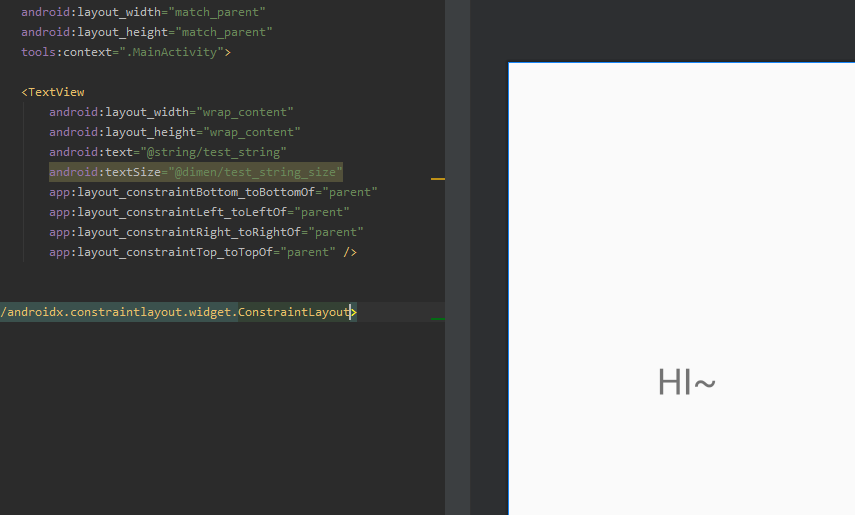 android:layout_width="match_parent"
android:layout_height="match_parent"
tools:context=".MainActivity">
<TextView
android:layout_width="wrap_content"
android:layout_height="wrap_content"
android:text="@string/test_string"
android:textSize="@dimen/test_string_size"
app:layout_constraintBottom_toBottomOf="parent"
app:layout_constraintLeft_toLeftOf="parent"
app:layout_constraintRight_toRightOf="parent"
app:layout_constraintTop_toTopOf="parent" />
/androidx.constraintlayout.widget.ConstraintLayout>
HI~